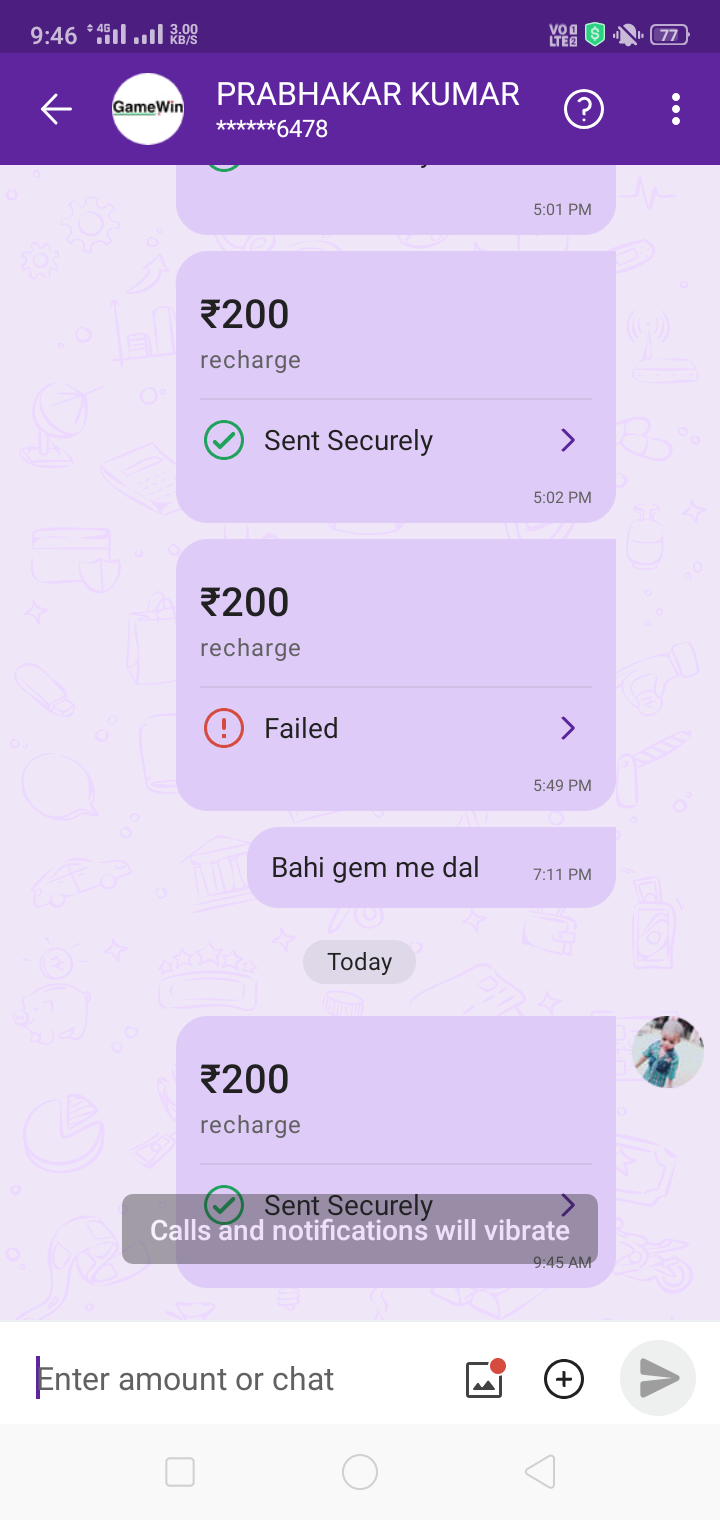 9:46 4G 3.00 KB/S VO LTE 1 2 77
GameWin
PRABHAKAR KUMAR
******6478
5:01 PM
₹200
recharge
Sent Securely
5:02 PM
₹200
recharge
Failed
5:49 PM
Bahi gem me dal 7:11 PM
Today
₹200
recharge
Sent Securely
Calls and notifications will vibrate
9:45 AM
Enter amount or chat